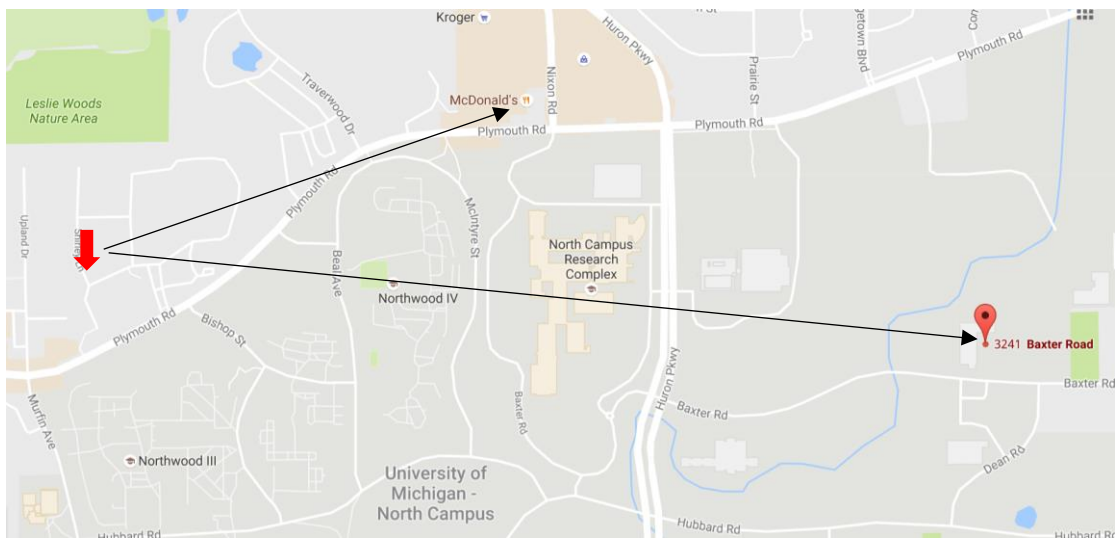 Kroger
Huron Pkwy
Plymouth Rd
Leslie Woods
Nature Area
Traverwood Dr
McDonald's
Nixon Rd
Prairie St
Plymouth Rd
Plymouth Rd
Plymouth Rd
Upland Dr
McIntyre St
Beal Ave
North Campus
Research
Complex
Northwood IV
Plymouth Rd
Bishop St
3241 Baxter Road
Huron Pkwy
Baxter Rd
Baxter Rd
Baxter Rd
Murfin Ave
Northwood III
University of
Michigan -
North Campus
Dean Rd
Hubbard Rd
Hubbard Rd
Hubbard Rd